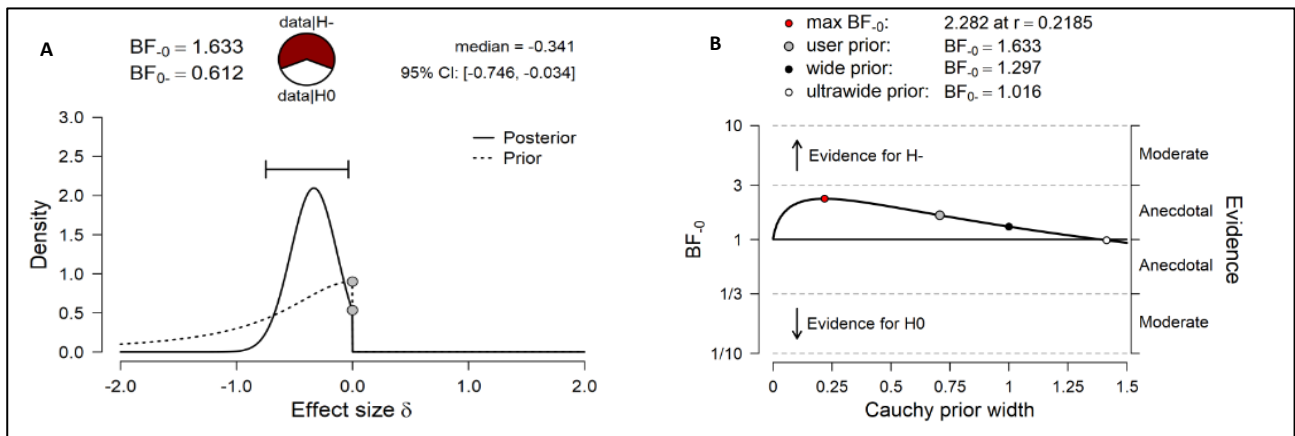 A
data|H-
BF-0 = 1.633
BF0- = 0.612
data|H0
median = -0.341
95% CI: [-0.746, -0.034]
Posterior
Prior
Density
3.0
2.5
2.0
1.5
1.0
0.5
0.0
-2.0 -1.0 0.0 1.0 2.0
Effect size δ
B
max BF-0: 2.282 at r = 0.2185
user prior: BF-0 = 1.633
wide prior: BF-0 = 1.297
ultrawide prior: BF0- = 1.016
BF-0
10
3
1
1/3
1/10
Evidence for H-
Evidence for H0
Moderate
Anecdotal
Anecdotal
Moderate
Evidence
0 0.25 0.5 0.75 1 1.25 1.5
Cauchy prior width